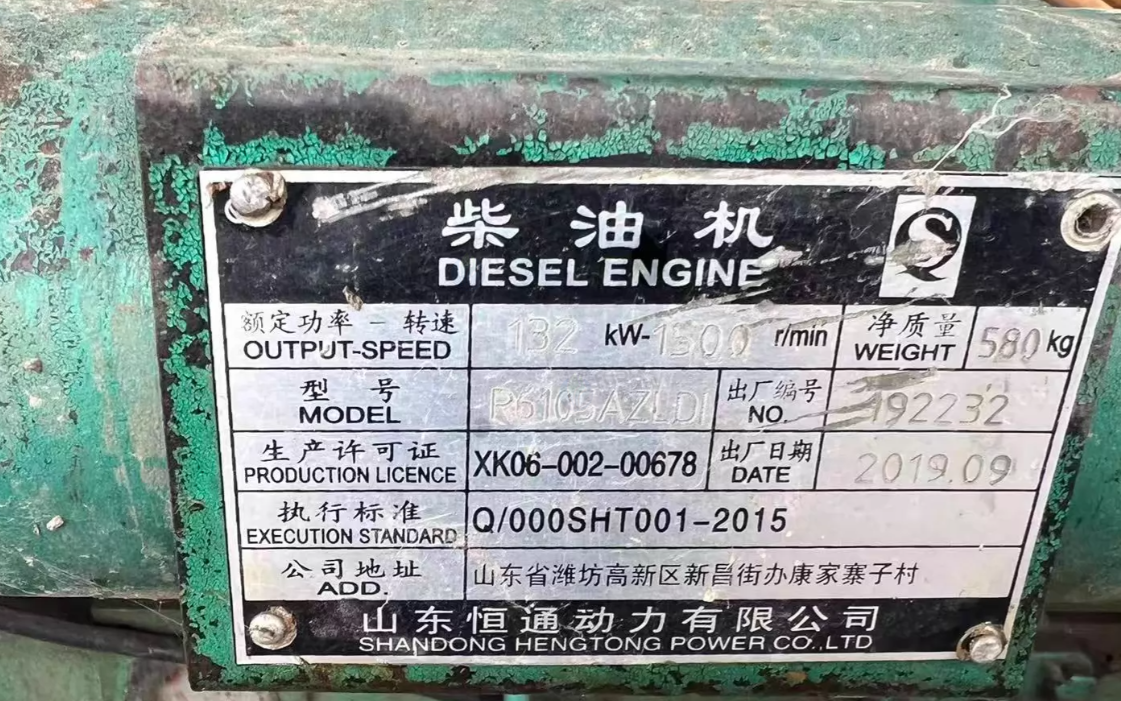 柴油机
DIESEL ENGINE
额定功率－转速 132 kW-1500 r/min 净质量 580 kg
OUTPUT-SPEED WEIGHT
型号 R6105AZLD1 出厂编号 192232
MODEL NO.
生产许可证 XK06-002-00678 出厂日期 2019.09
PRODUCTION LICENCE DATE
执行标准 Q/000SHT001-2015
EXECUTION STANDARD
公司地址 山东省潍坊高新区新昌街办康家寨子村
ADD.
山东恒通动力有限公司
SHANDONG HENGTONG POWER CO.,LTD